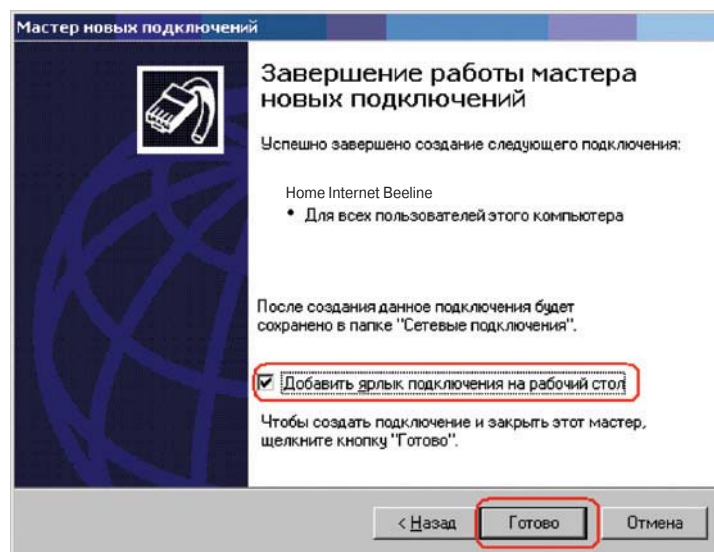 Мастер новых подключений
Завершение работы мастера
новых подключений
Успешно завершено создание следующего подключения:
Home Internet Beeline
• Для всех пользователей этого компьютера
После создания данное подключения будет
сохранено в папке "Сетевые подключения".
Добавить ярлык подключения на рабочий стол
Чтобы создать подключение и закрыть этот мастер,
щелкните кнопку "Готово".
< Назад
Готово
Отмена